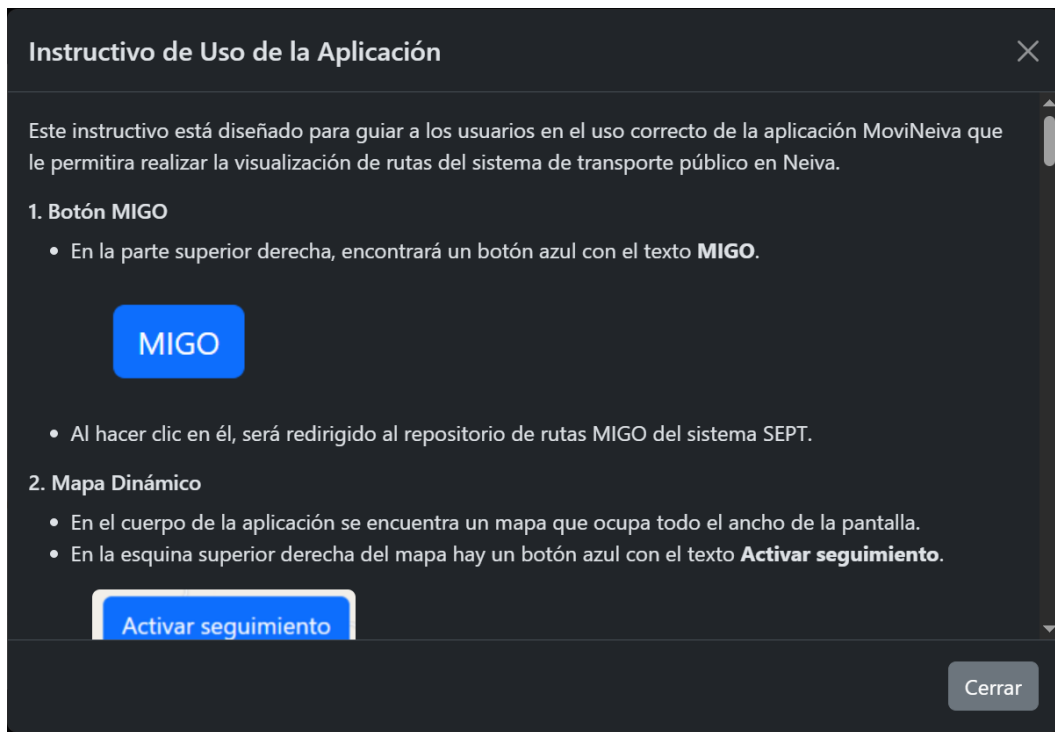 Instructivo de Uso de la Aplicación
Este instructivo está diseñado para guiar a los usuarios en el uso correcto de la aplicación MoviNeiva que
le permitira realizar la visualización de rutas del sistema de transporte público en Neiva.
1. Botón MIGO
• En la parte superior derecha, encontrará un botón azul con el texto MIGO.
MIGO
• Al hacer clic en él, será redirigido al repositorio de rutas MIGO del sistema SEPT.
2. Mapa Dinámico
• En el cuerpo de la aplicación se encuentra un mapa que ocupa todo el ancho de la pantalla.
• En la esquina superior derecha del mapa hay un botón azul con el texto Activar seguimiento.
Activar seguimiento
Cerrar